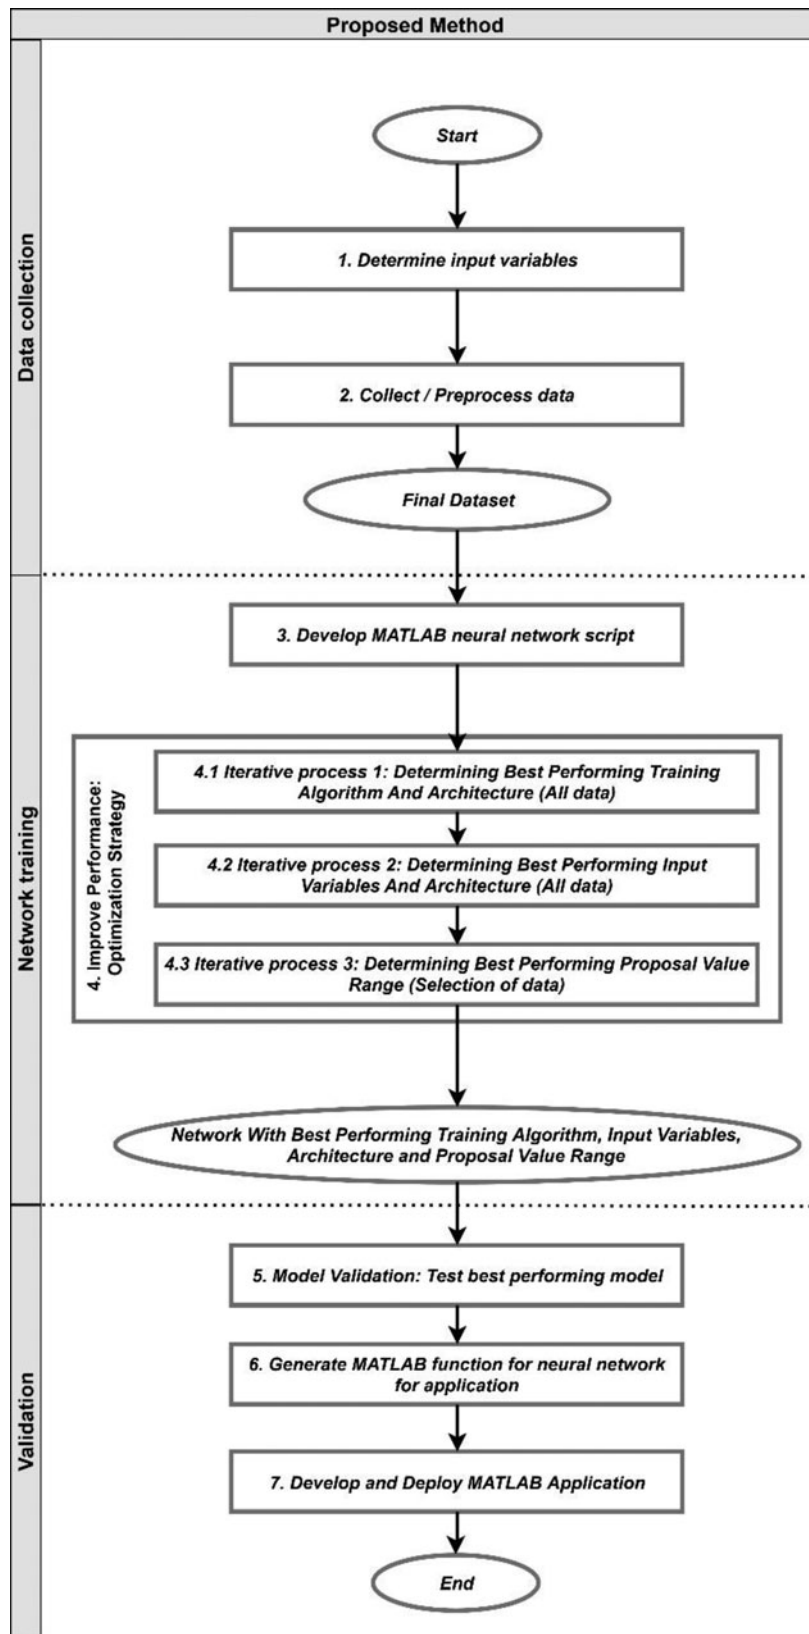 Proposed Method
Data collection
Start
1. Determine input variables
2. Collect / Preprocess data
Final Dataset
Network training
3. Develop MATLAB neural network script
4. Improve Performance:
Optimization Strategy
4.1 Iterative process 1: Determining Best Performing Training
Algorithm And Architecture (All data)
4.2 Iterative process 2: Determining Best Performing Input
Variables And Architecture (All data)
4.3 Iterative process 3: Determining Best Performing Proposal Value
Range (Selection of data)
Network With Best Performing Training Algorithm, Input Variables,
Architecture and Proposal Value Range
Validation
5. Model Validation: Test best performing model
6. Generate MATLAB function for neural network
for application
7. Develop and Deploy MATLAB Application
End